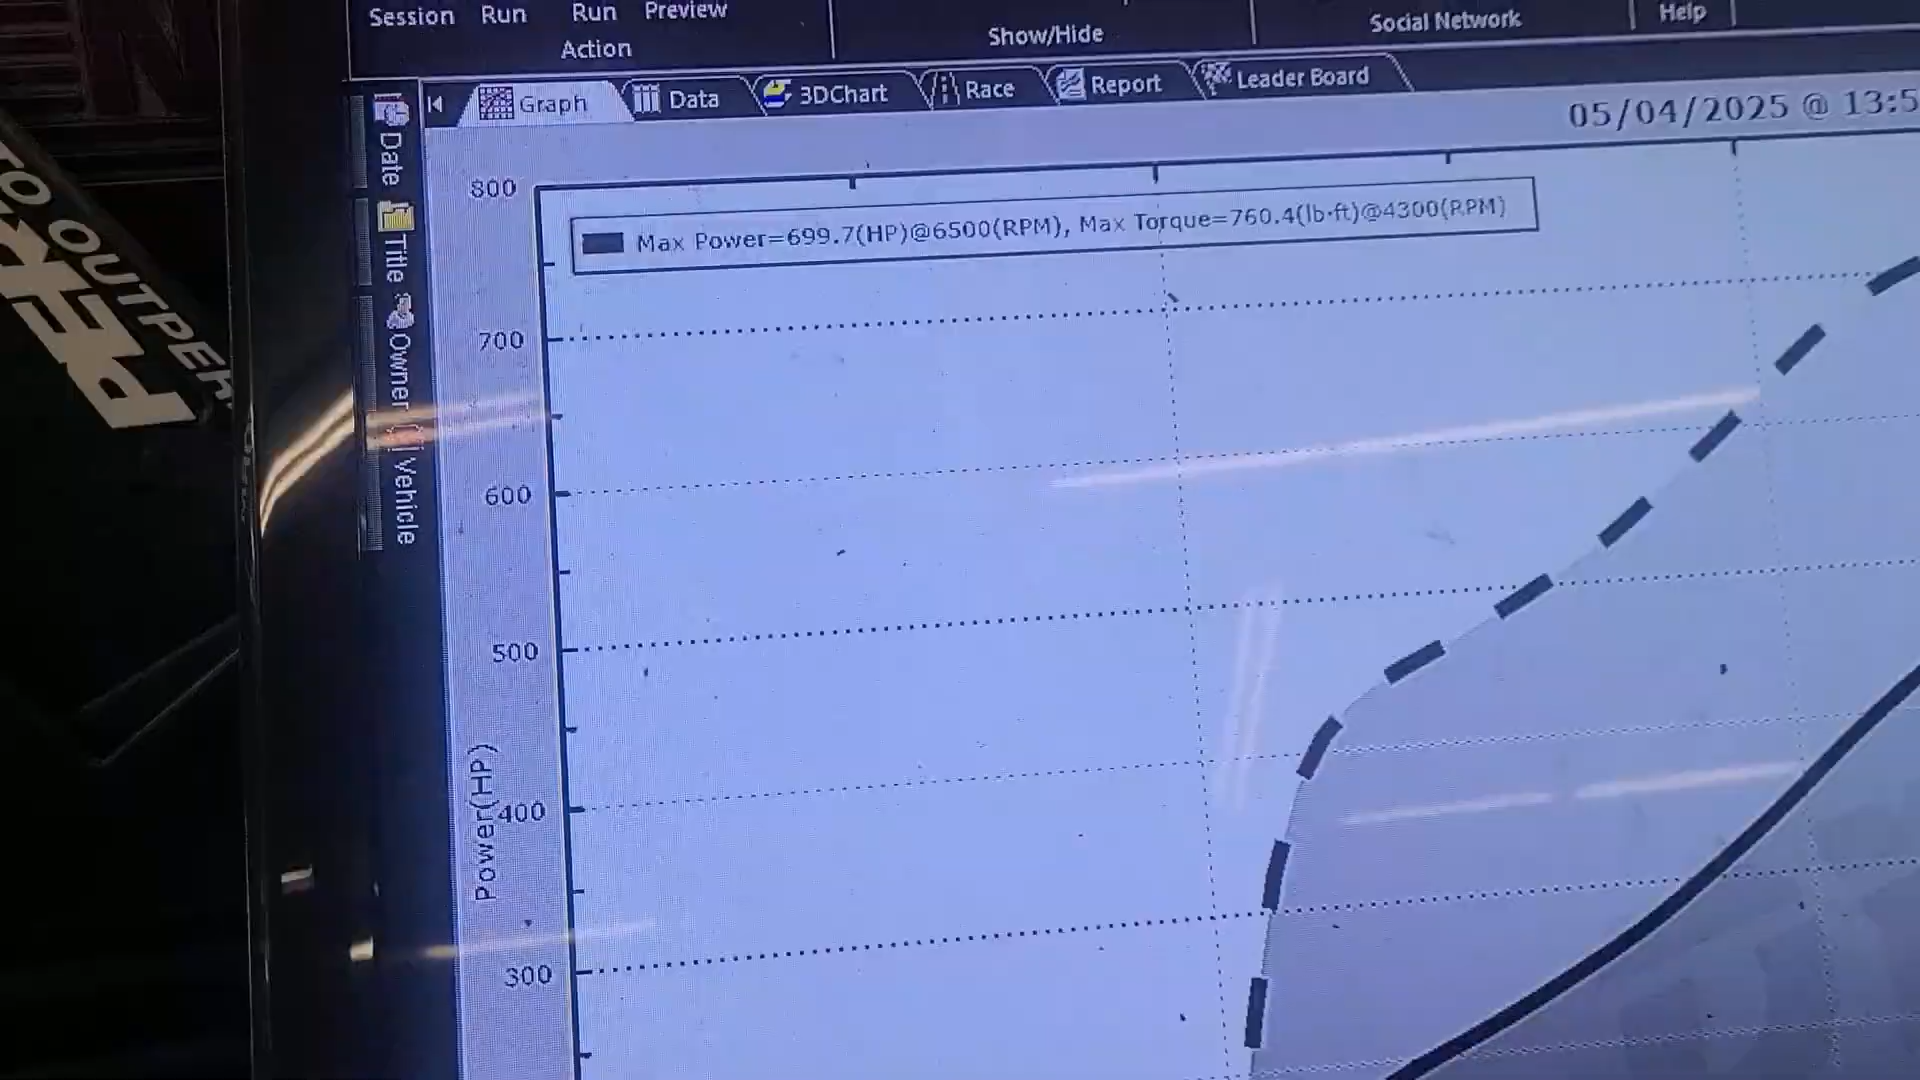 Session Run Run Preview
Action Show/Hide Social Network Help
Graph Data 3DChart Race Report Leader Board
05/04/2025 @ 13:5
Date Title Owner Vehicle
Max Power=699.7(HP)@6500(RPM), Max Torque=760.4(lb·ft)@4300(RPM)
800
700
600
500
400
300
Power(HP)
TO OUTPER